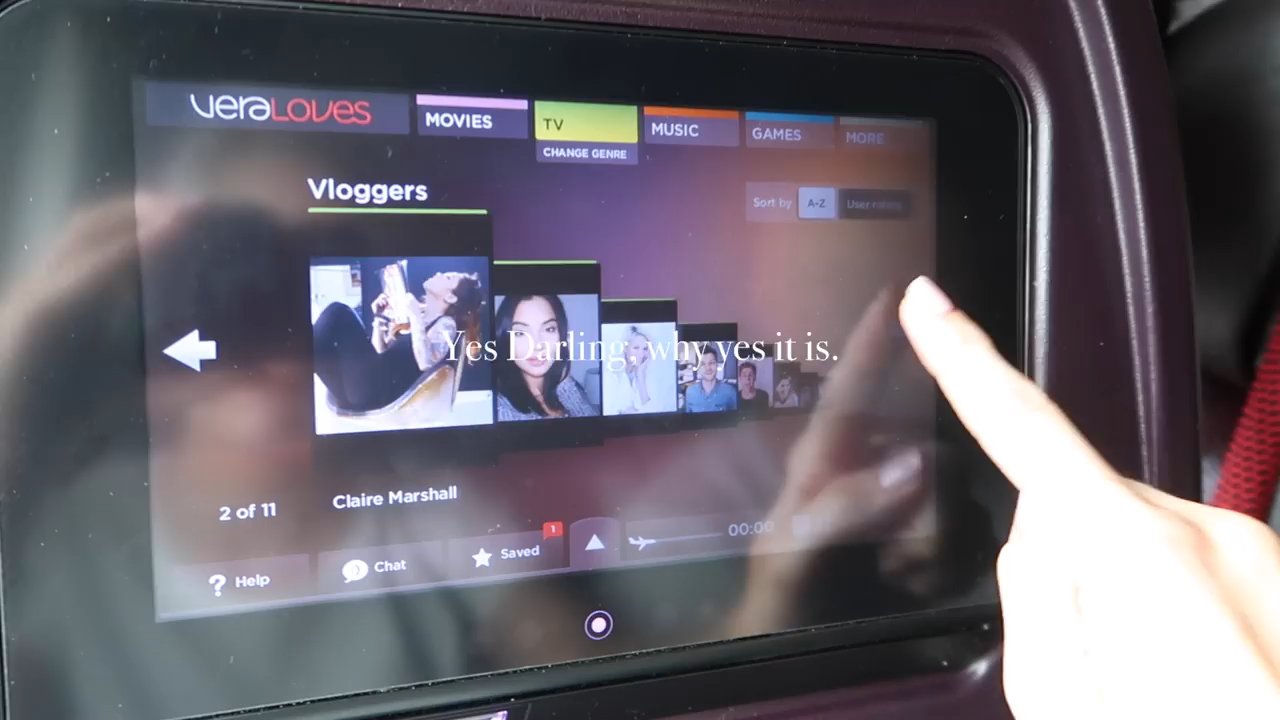 veraLOVES
MOVIES
TV
MUSIC
GAMES
MORE
CHANGE GENRE
Vloggers
Sort by
A-Z
User rating
Yes Darling, why yes it is.
2 of 11
Claire Marshall
? Help
Chat
1
Saved
00:00